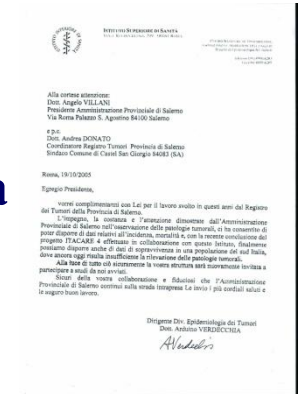 ISTITUTO SUPERIORE DI SANITÀ
Alla cortese attenzione:
Dott. Angelo VILLANI
Presidente Amministrazione Provinciale di Salerno
Via Roma Palazzo S. Agostino 84100 Salerno
e p.c.
Dott. Andrea DONATO
Coordinatore Registro Tumori Provincia di Salerno
Sindaco Comune di Castel San Giorgio 84083 (SA)
Roma, 19/10/2005
Egregio Presidente,
vorrei complimentarmi con Lei per il lavoro svolto in questi anni dal Registro
dei Tumori della Provincia di Salerno.
L'impegno, la costanza e l'attenzione dimostrate dall'Amministrazione
Provinciale di Salerno nell'osservazione delle patologie tumorali, ci ha consentito di
poter disporre di dati relativi all'incidenza, mortalità e, con la recente conclusione del
progetto ITACARE 4 effettuato in collaborazione con questo Istituto, finalmente
possiamo disporre anche di dati di sopravvivenza in una popolazione del sud Italia,
dove ancora oggi risulta insufficiente la rilevazione delle patologie tumorali.
Alla luce di tutto ciò sicuramente la vostra struttura sarà nuovamente invitata a
partecipare a studi da noi avviati.
Sicuri della vostra collaborazione e fiduciosi che l'Amministrazione
Provinciale di Salerno continui sulla strada intrapresa Le invio i più cordiali saluti e
le auguro buon lavoro.
Dirigente Div. Epidemiologia dei Tumori
Dott. Arduino VERDECCHIA
AVerdecchia
a